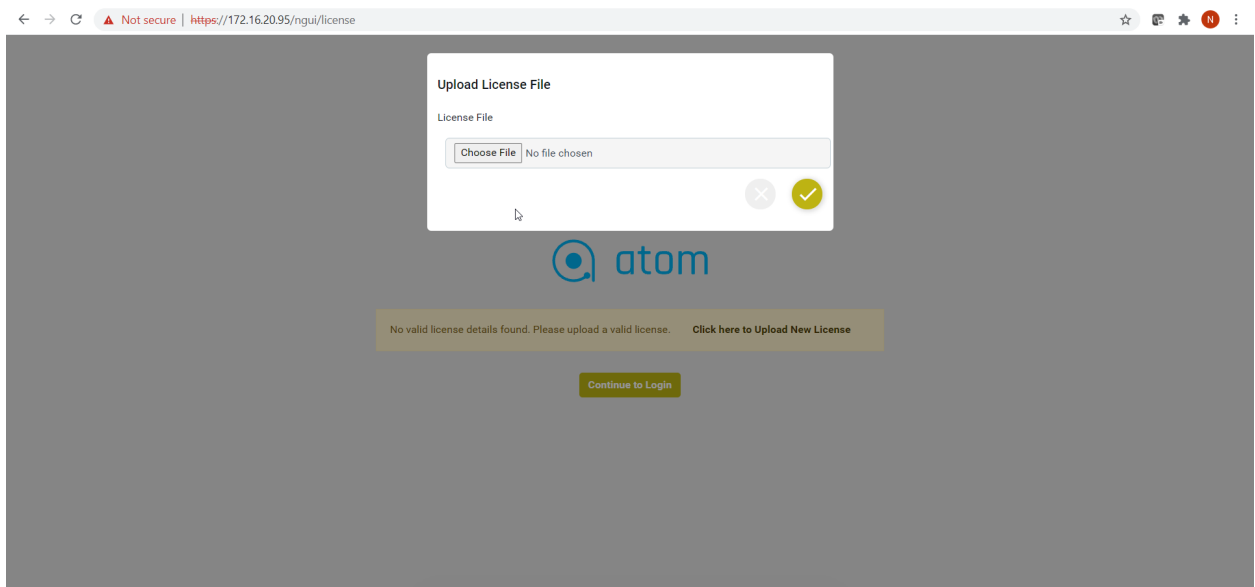 Not secure | https://172.16.20.95/ngui/license
N
Upload License File
License File
Choose File No file chosen
atom
No valid license details found. Please upload a valid license. Click here to Upload New License
Continue to Login